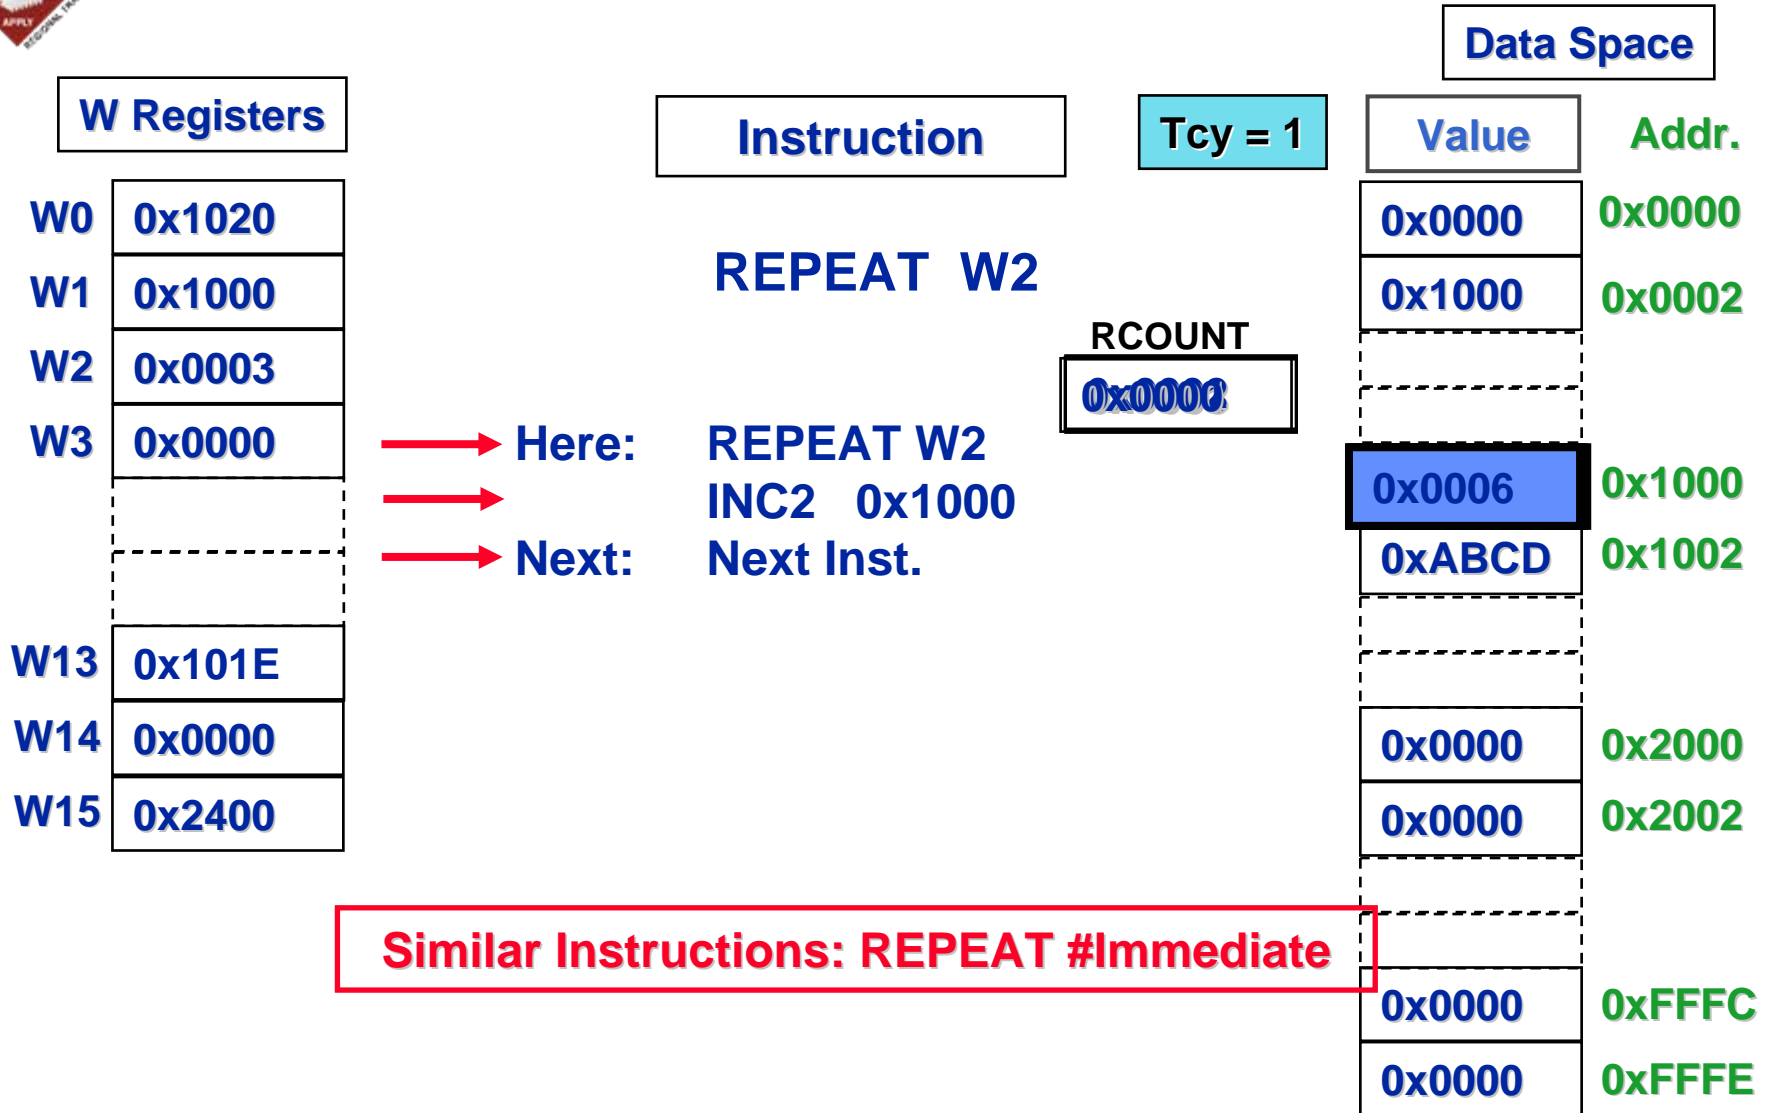 APPLY
Data Space
W Registers
Instruction
Tcy = 1
Value
Addr.
W0 0x1020
0x0000 0x0000
REPEAT W2
W1 0x1000
0x1000 0x0002
RCOUNT
W2 0x0003
W3 0x0000
Here: REPEAT W2
INC2 0x1000
0x0006 0x1000
Next: Next Inst.
0xABCD 0x1002
W13 0x101E
W14 0x0000
0x0000 0x2000
W15 0x2400
0x0000 0x2002
Similar Instructions: REPEAT #Immediate
0x0000 0xFFFC
0x0000 0xFFFE